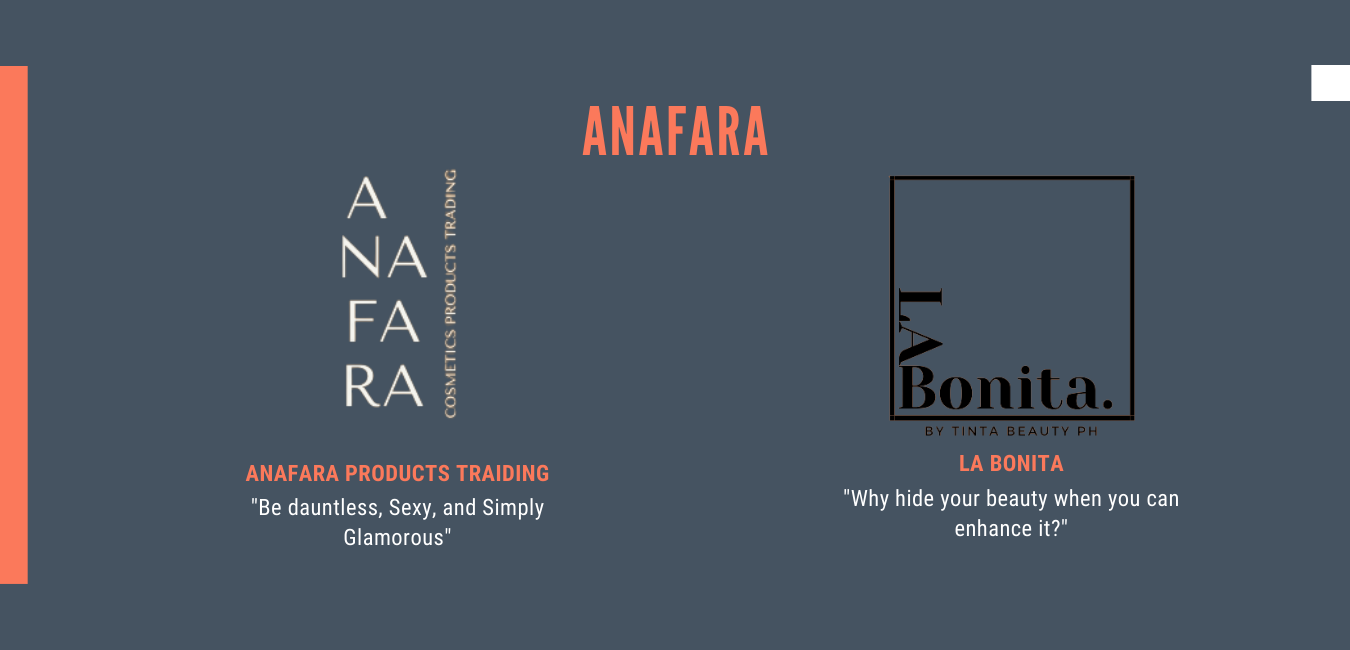 ANAFARA
A
NA
FA
RA
COSMETICS PRODUCTS TRADING
ANAFARA PRODUCTS TRAIDING
"Be dauntless, Sexy, and Simply
Glamorous"
LA
Bonita.
BY TINTA BEAUTY PH
LA BONITA
"Why hide your beauty when you can
enhance it?"